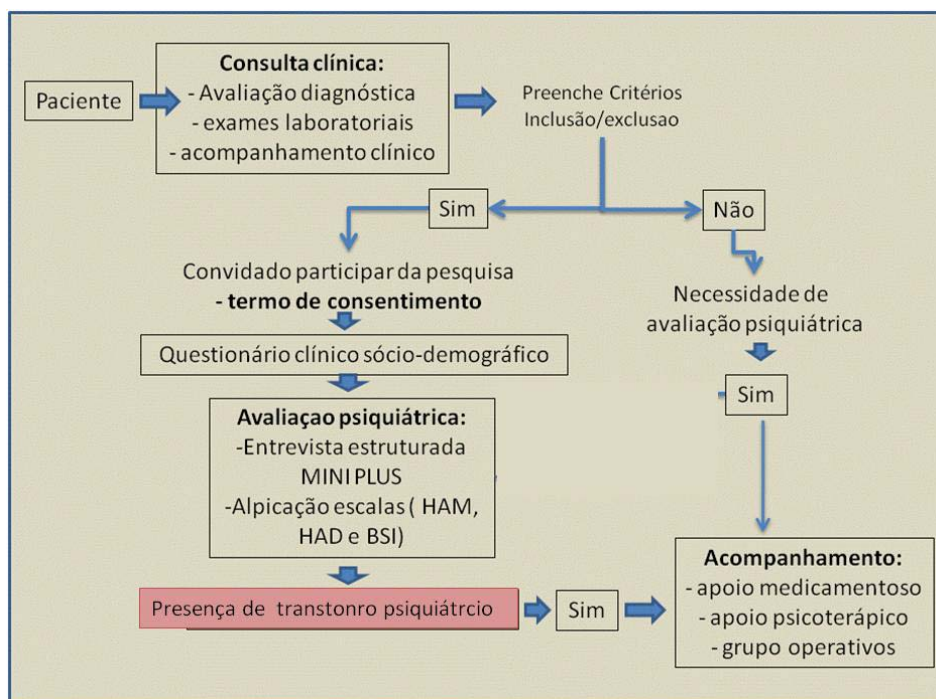 Paciente
Consulta clínica:
- Avaliação diagnóstica
- exames laboratoriais
- acompanhamento clínico
Preenche Critérios
Inclusão/exclusao
Sim
Não
Convidado participar da pesquisa
- termo de consentimento
Necessidade de
avaliação psiquiátrica
Questionário clínico sócio-demográfico
Sim
Avaliaçao psiquiátrica:
-Entrevista estruturada
MINI PLUS
-Alpicação escalas ( HAM,
HAD e BSI)
Presença de transtonro psiquiátrcio
Sim
Acompanhamento:
- apoio medicamentoso
- apoio psicoterápico
- grupo operativos